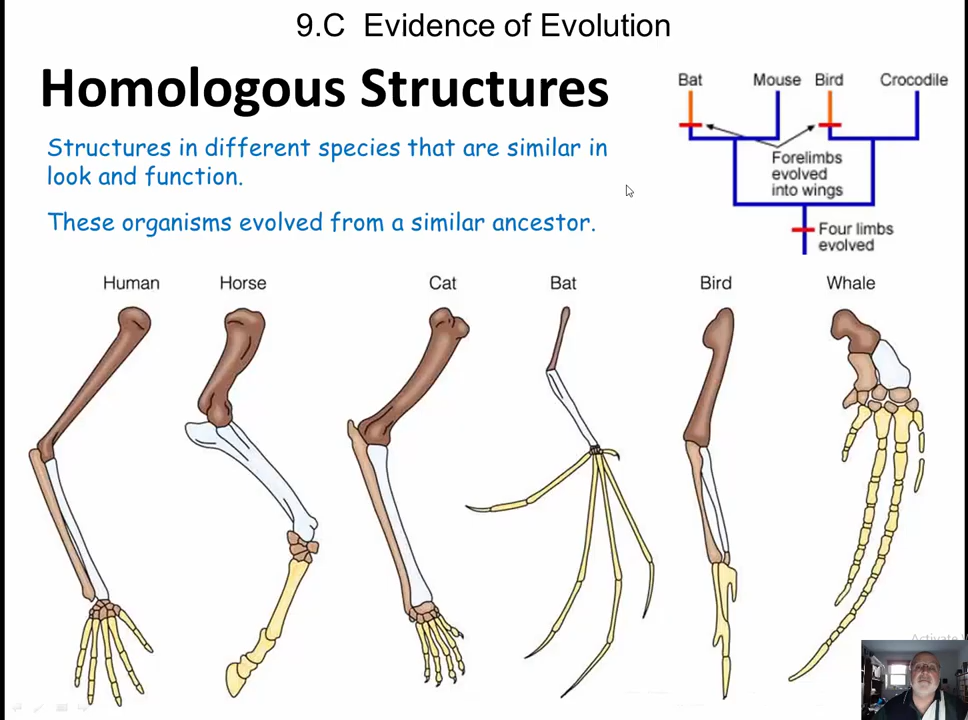 9.C Evidence of Evolution
Homologous Structures
Structures in different species that are similar in
look and function.
These organisms evolved from a similar ancestor.
Bat Mouse Bird Crocodile
Forelimbs
evolved
into wings
Four limbs
evolved
Human Horse Cat Bat Bird Whale
Activate